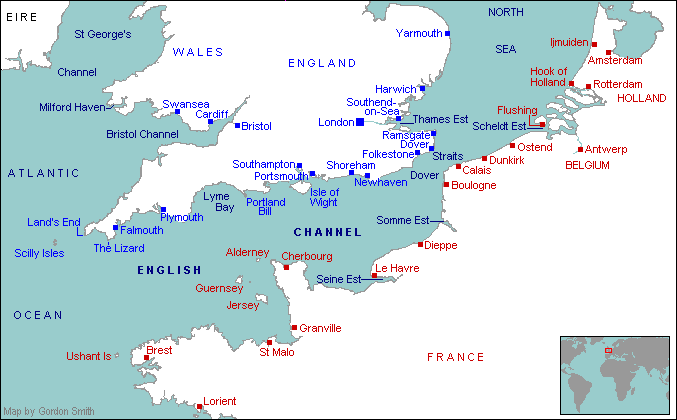 EIRE
St George's
Channel
WALES
ENGLAND
NORTH
SEA
Yarmouth
Ijmuiden
Amsterdam
Hook of
Holland
Rotterdam
HOLLAND
Milford Haven
Swansea
Cardiff
Bristol
Bristol Channel
Harwich
Southend-
on-Sea
London
Thames Est
Flushing
Scheldt Est
Ramsgate
Dover
Folkestone
Straits
Dover
Ostend
Antwerp
Dunkirk
BELGIUM
Calais
Boulogne
ATLANTIC
Southampton
Portsmouth
Shoreham
Newhaven
Isle of
Wight
Lyme
Bay
Portland
Bill
Plymouth
Land's End
Falmouth
The Lizard
Scilly Isles
CHANNEL
Somme Est
Dieppe
Alderney
Cherbourg
ENGLISH
Le Havre
Seine Est
Guernsey
Jersey
OCEAN
Granville
St Malo
Ushant Is
Brest
FRANCE
Lorient
Map by Gordon Smith